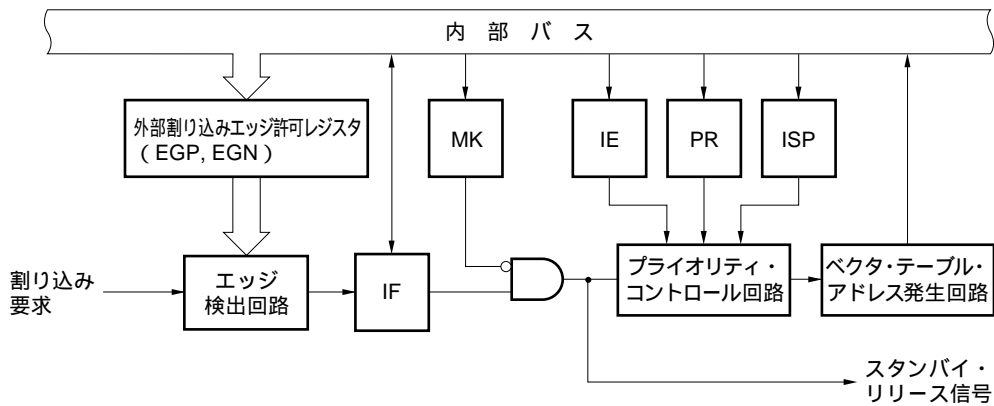 内 部 バ ス
外部割り込みエッジ許可レジスタ
( EGP, EGN )
MK
IE
PR
ISP
割り込み
要求
エッジ
検出回路
IF
プライオリティ・
コントロール回路
ベクタ・テーブル・
アドレス発生回路
スタンバイ・
リリース信号